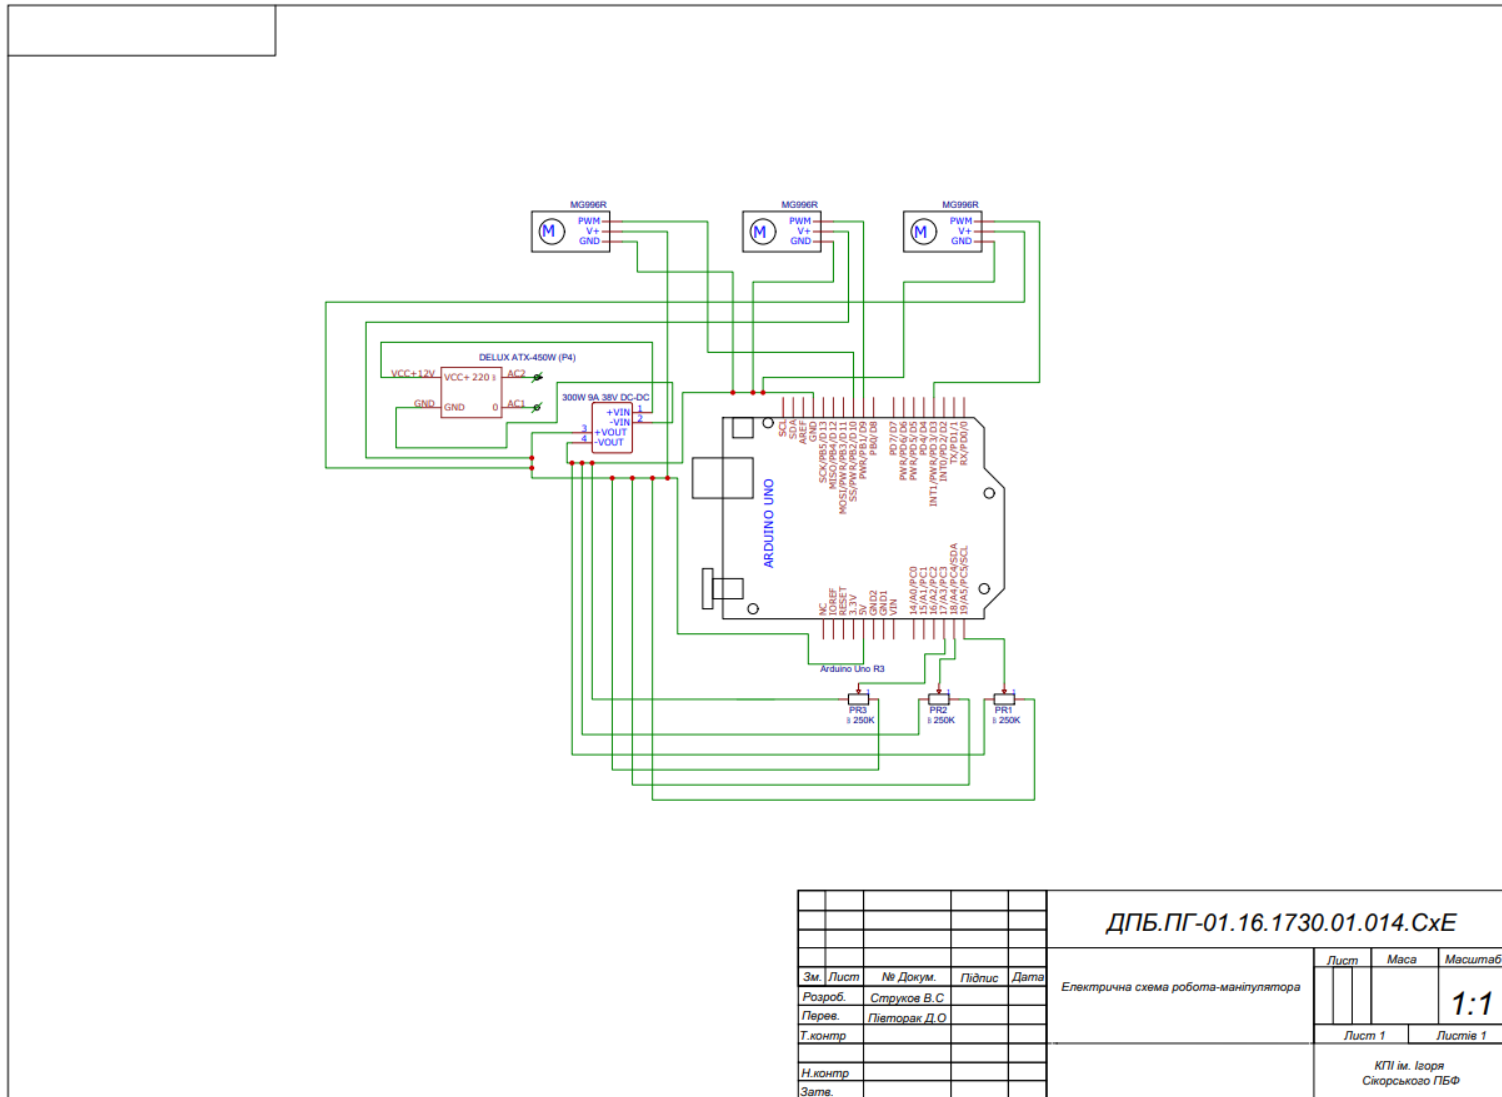 MG996R
MG996R
MG996R
M
PWM
V+
GND
M
PWM
V+
GND
M
PWM
V+
GND
DELUX ATX-450W (P4)
VCC+12V
VCC+
220
AC2
GND
GND
0
AC1
300W 9A 38V DC-DC
+VIN
1
-VIN
2
3
+VOUT
4
-VOUT
SCL
SDA
AREF
GND
SCK/PB5/D13
MISO/PB4/D12
MOSI/PWR/PB3/D11
SS/PWR/PB2/D10
PWR/PB1/D9
PB0/D8
PD7/D7
PWR/PD6/D6
PWR/PD5/D5
PD4/D4
INT1/PWR/PD3/D3
INT0/PD2/D2
TX/PD1/1
RX/PD0/0
ARDUINO UNO
NC
IOREF
RESET
3.3V
5V
GND2
GND1
VIN
14/A0/PC0
15/A1/PC1
16/A2/PC2
17/A3/PC3
18/A4/PC4/SDA
19/A5/PC5/SCL
Arduino Uno R3
1
PR3
250K
1
PR2
250K
1
PR1
250K
ДПБ.ПГ-01.16.1730.01.014.СхЕ
Зм. Лист № Докум. Підпис Дата
Розроб. Струков В.С
Перев. Півторак Д.О
Т.контр
Н.контр
Затв.
Електрична схема робота-маніпулятора
Лист Маса Масштаб
1:1
Лист 1 Листів 1
КПІ ім. Ігоря
Сікорського ПБФ